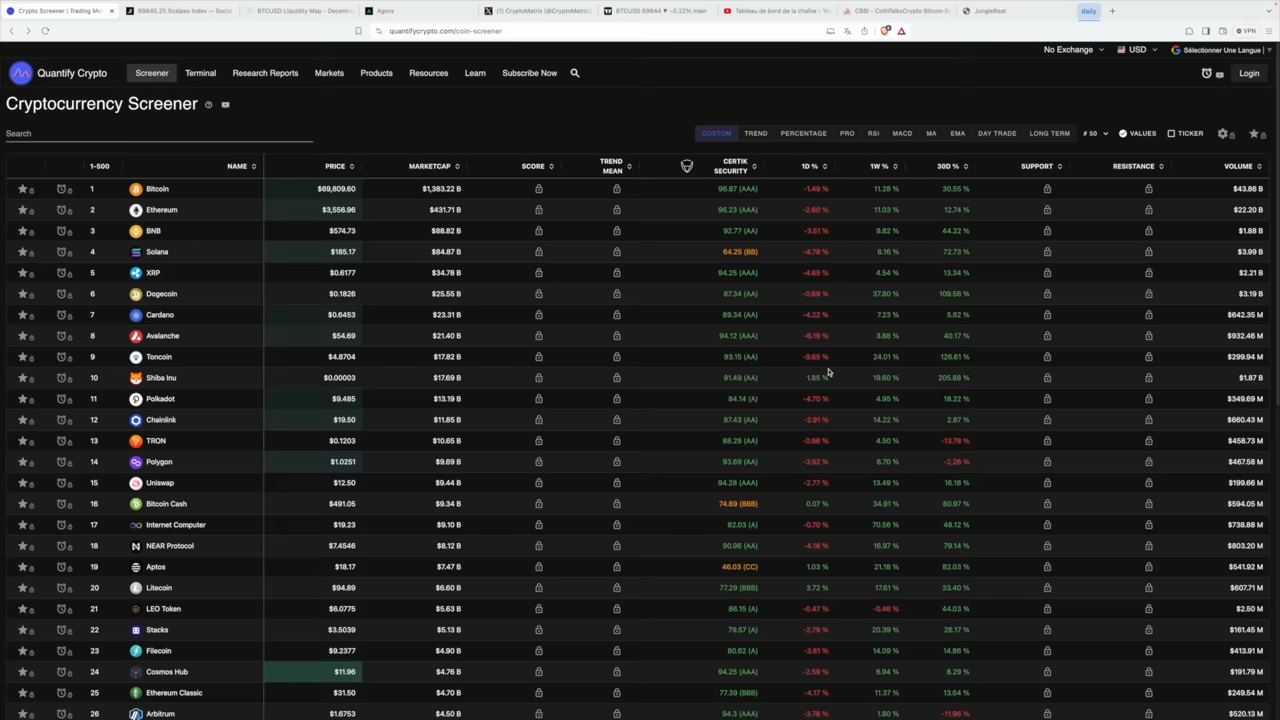 Crypto Screener | Trading Mar
69845.25 Scalpex index — Soci
BTCUSD Liquidity Map - Decentr
Agora
(1) CryptoMatrix (@CryptoMatrix2
BTCUSD 69844 ▾ −0.22% main
Tableau de bord de la chaîne - Yo
CBBI - ColinTalksCrypto Bitcoin B
JungleBeat
daily
quantifycrypto.com/coin-screener
VPN
No Exchange USD Sélectionner Une Langue
Quantify Crypto Screener Terminal Research Reports Markets Products Resources Learn Subscribe Now Login
Cryptocurrency Screener
Search CUSTOM TREND PERCENTAGE PRO RSI MACD MA EMA DAY TRADE LONG TERM # 50 VALUES TICKER
1-500 NAME PRICE MARKETCAP SCORE TREND MEAN CERTIK SECURITY 1D % 1W % 30D % SUPPORT RESISTANCE VOLUME
1 Bitcoin $69,809.60 $1,383.22 B 96.87 (AAA) -1.49 % 11.28 % 30.55 % $43.86 B
2 Ethereum $3,556.96 $431.71 B 96.23 (AAA) -2.60 % 11.03 % 12.74 % $22.20 B
3 BNB $574.73 $88.82 B 92.77 (AA) -3.51 % 9.82 % 44.22 % $1.88 B
4 Solana $185.17 $84.87 B 64.25 (BB) -4.78 % 8.16 % 72.73 % $3.99 B
5 XRP $0.6177 $34.78 B 94.25 (AAA) -4.65 % 4.54 % 13.34 % $2.21 B
6 Dogecoin $0.1826 $25.55 B 87.34 (AA) -0.69 % 37.80 % 109.56 % $3.19 B
7 Cardano $0.6453 $23.31 B 89.34 (AA) -4.22 % 7.23 % 5.82 % $642.35 M
8 Avalanche $54.69 $21.40 B 94.12 (AAA) -6.19 % 3.88 % 40.17 % $932.46 M
9 Toncoin $4.8704 $17.82 B 93.15 (AA) -9.65 % 24.01 % 126.61 % $299.94 M
10 Shiba Inu $0.00003 $17.69 B 91.49 (AA) 1.85 % 19.60 % 205.88 % $1.87 B
11 Polkadot $9.485 $13.19 B 84.14 (A) -4.70 % 4.95 % 18.22 % $349.69 M
12 Chainlink $19.50 $11.85 B 87.43 (AA) -2.91 % 14.22 % 2.87 % $660.43 M
13 TRON $0.1203 $10.65 B 88.28 (AA) -0.96 % 4.50 % -13.78 % $458.73 M
14 Polygon $1.0251 $9.69 B 93.69 (AA) -3.92 % 6.70 % -2.26 % $467.58 M
15 Uniswap $12.50 $9.44 B 94.28 (AAA) -2.77 % 13.49 % 16.18 % $199.66 M
16 Bitcoin Cash $491.05 $9.34 B 74.89 (BBB) 0.07 % 34.91 % 80.97 % $594.05 M
17 Internet Computer $19.23 $9.10 B 82.03 (A) -0.70 % 70.56 % 48.12 % $738.88 M
18 NEAR Protocol $7.4546 $8.12 B 90.96 (AA) -4.18 % 16.97 % 79.14 % $803.20 M
19 Aptos $18.17 $7.47 B 46.03 (CC) 1.03 % 21.18 % 82.03 % $541.92 M
20 Litecoin $94.89 $6.60 B 77.29 (BBB) 3.72 % 17.61 % 33.40 % $607.71 M
21 LEO Token $6.0775 $5.63 B 86.15 (A) -0.47 % -0.46 % 44.03 % $2.50 M
22 Stacks $3.5039 $5.13 B 79.57 (A) -2.79 % 20.39 % 26.17 % $161.45 M
23 Filecoin $9.2377 $4.90 B 80.62 (A) -3.81 % 14.09 % 14.86 % $413.91 M
24 Cosmos Hub $11.96 $4.76 B 94.25 (AAA) -2.59 % 6.94 % 8.29 % $191.79 M
25 Ethereum Classic $31.50 $4.70 B 77.39 (BBB) -4.17 % 11.37 % 13.64 % $249.54 M
26 Arbitrum $1.6753 $4.50 B 94.3 (AAA) -3.78 % 1.80 % -11.96 % $520.13 M